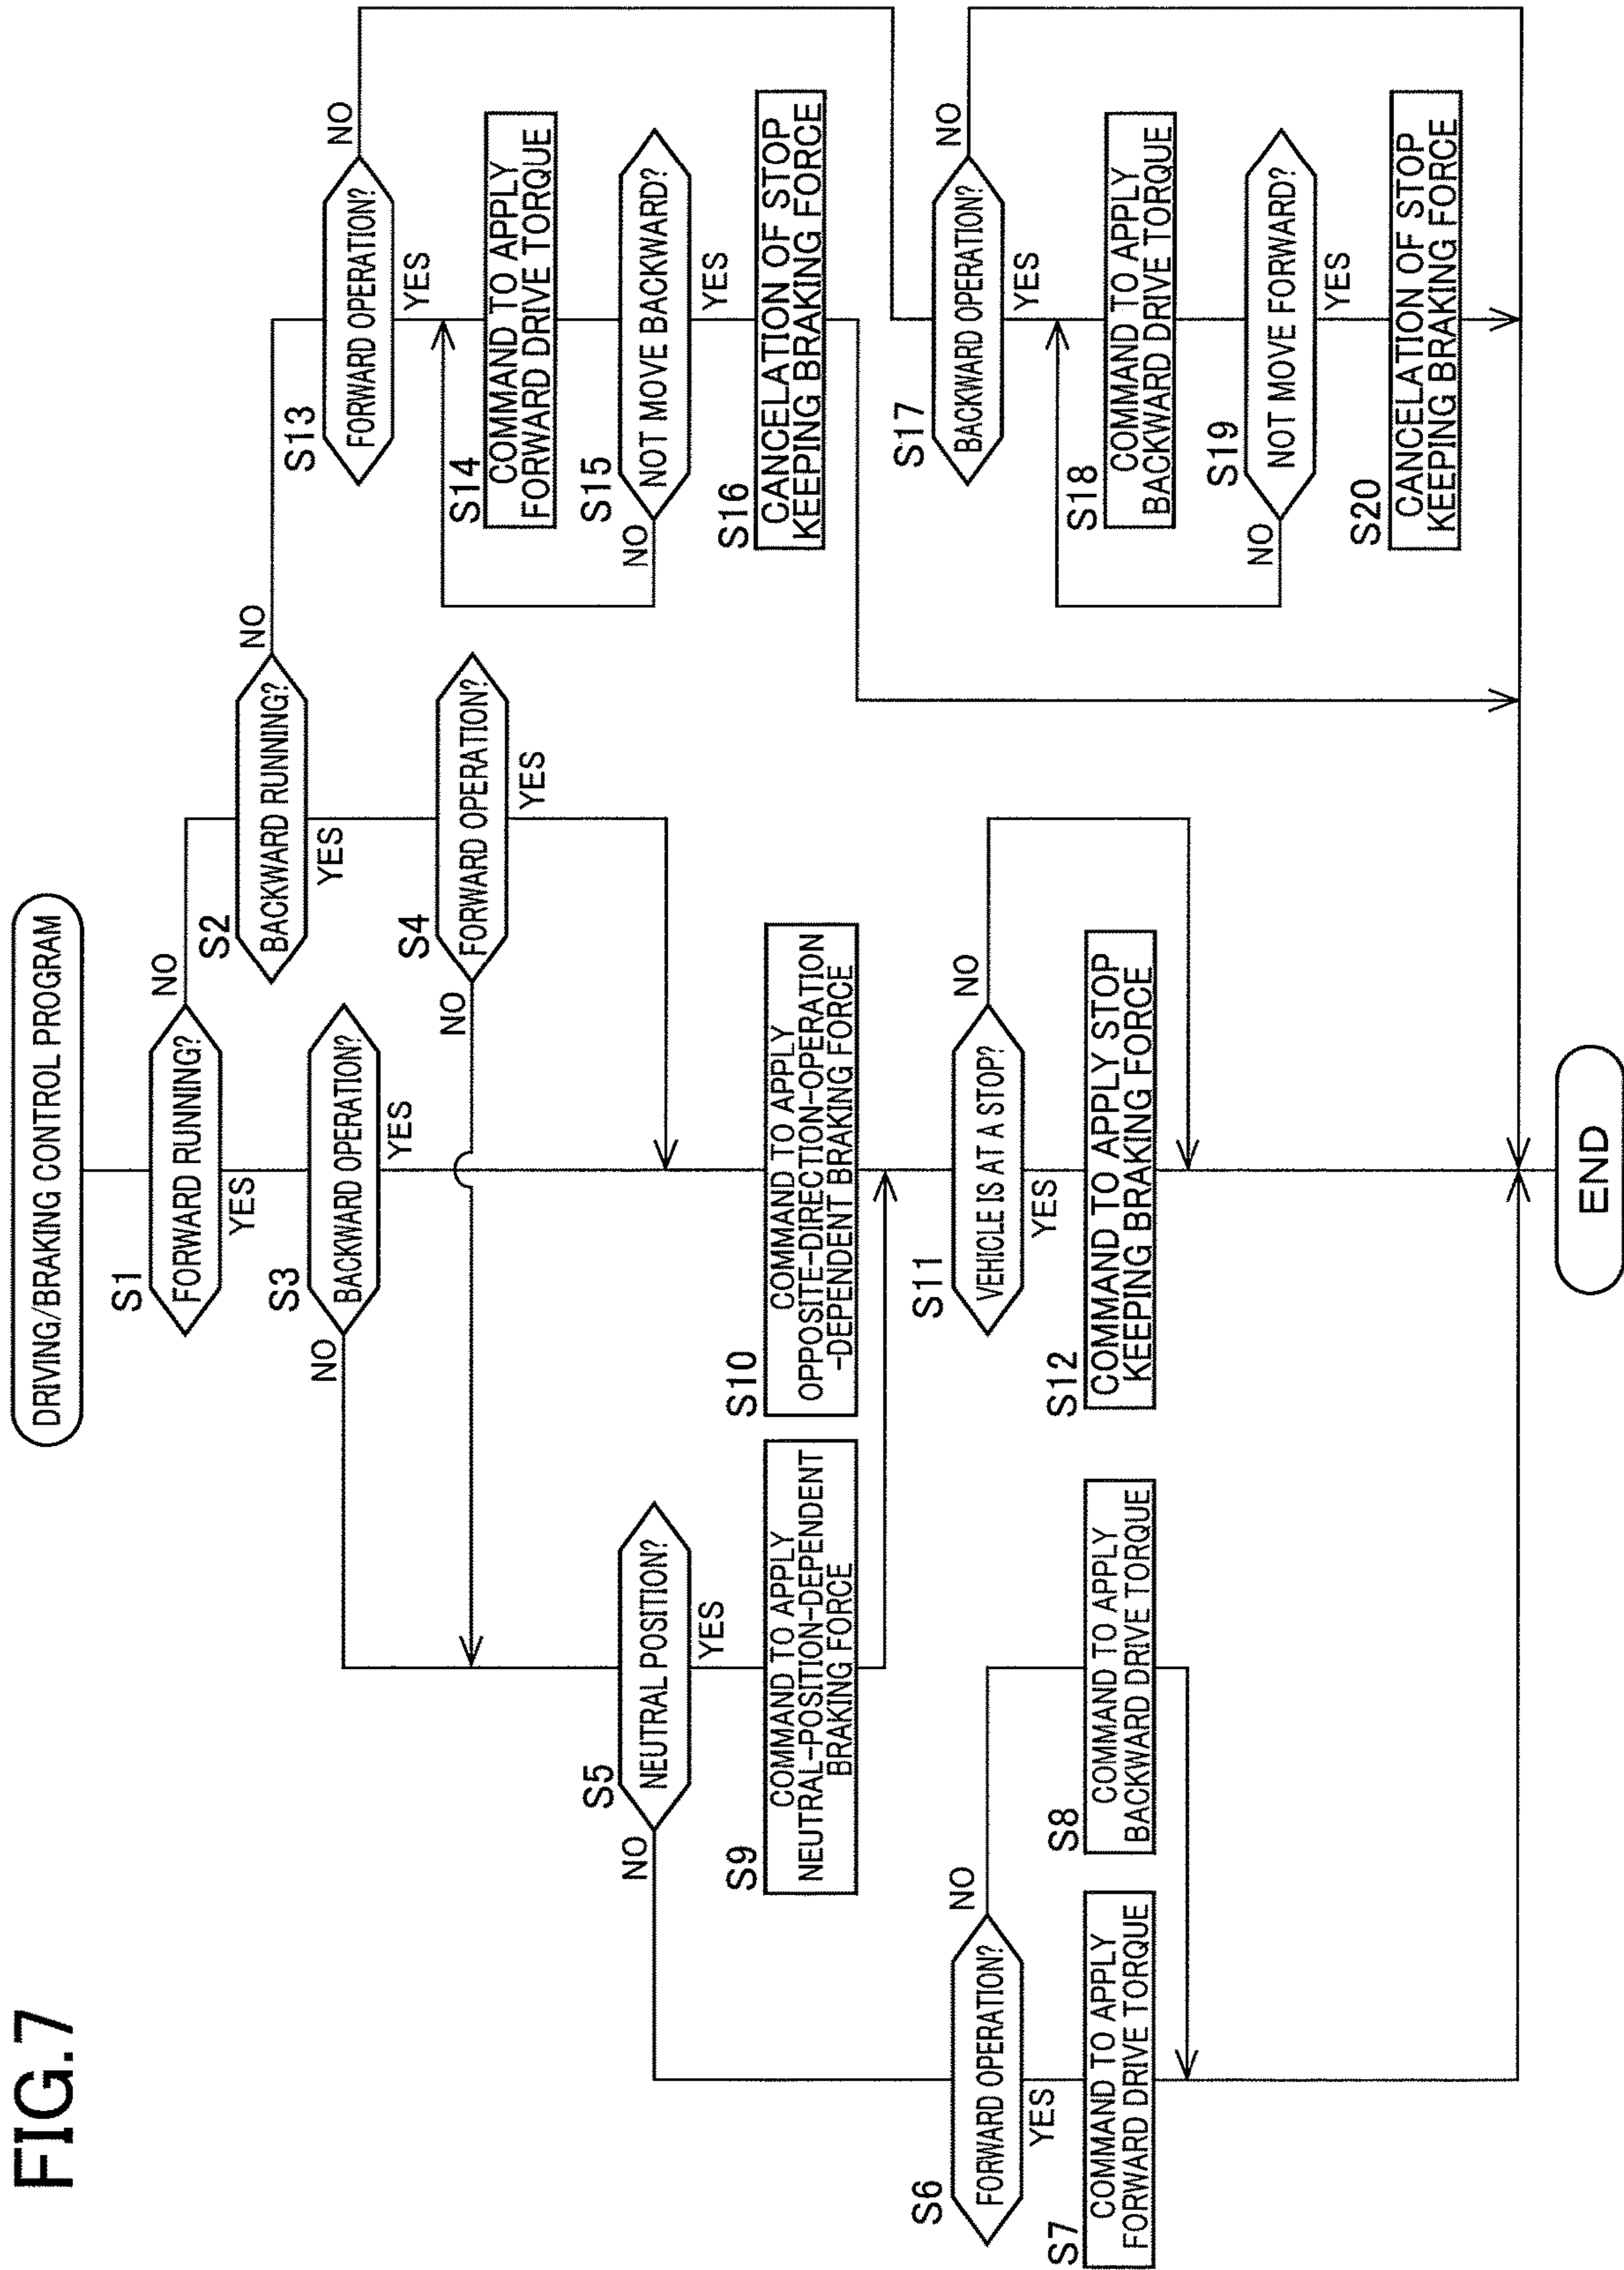 FIG.7
DRIVING/BRAKING CONTROL PROGRAM
S1
FORWARD RUNNING?
NO
YES
S2
BACKWARD RUNNING?
NO
YES
S3
BACKWARD OPERATION?
NO
YES
S4
FORWARD OPERATION?
NO
YES
S5
NEUTRAL POSITION?
NO
YES
S6
FORWARD OPERATION?
NO
YES
S7
COMMAND TO APPLY
FORWARD DRIVE TORQUE
S8
COMMAND TO APPLY
BACKWARD DRIVE TORQUE
S9
COMMAND TO APPLY
NEUTRAL-POSITION-DEPENDENT
BRAKING FORCE
S10
COMMAND TO APPLY
OPPOSITE-DIRECTION-OPERATION
-DEPENDENT BRAKING FORCE
S11
VEHICLE IS AT A STOP?
NO
YES
S12
COMMAND TO APPLY STOP
KEEPING BRAKING FORCE
S13
FORWARD OPERATION?
NO
YES
S14
COMMAND TO APPLY
FORWARD DRIVE TORQUE
S15
NOT MOVE BACKWARD?
NO
YES
S16
CANCELATION OF STOP
KEEPING BRAKING FORCE
S17
BACKWARD OPERATION?
NO
YES
S18
COMMAND TO APPLY
BACKWARD DRIVE TORQUE
S19
NOT MOVE FORWARD?
NO
YES
S20
CANCELATION OF STOP
KEEPING BRAKING FORCE
END